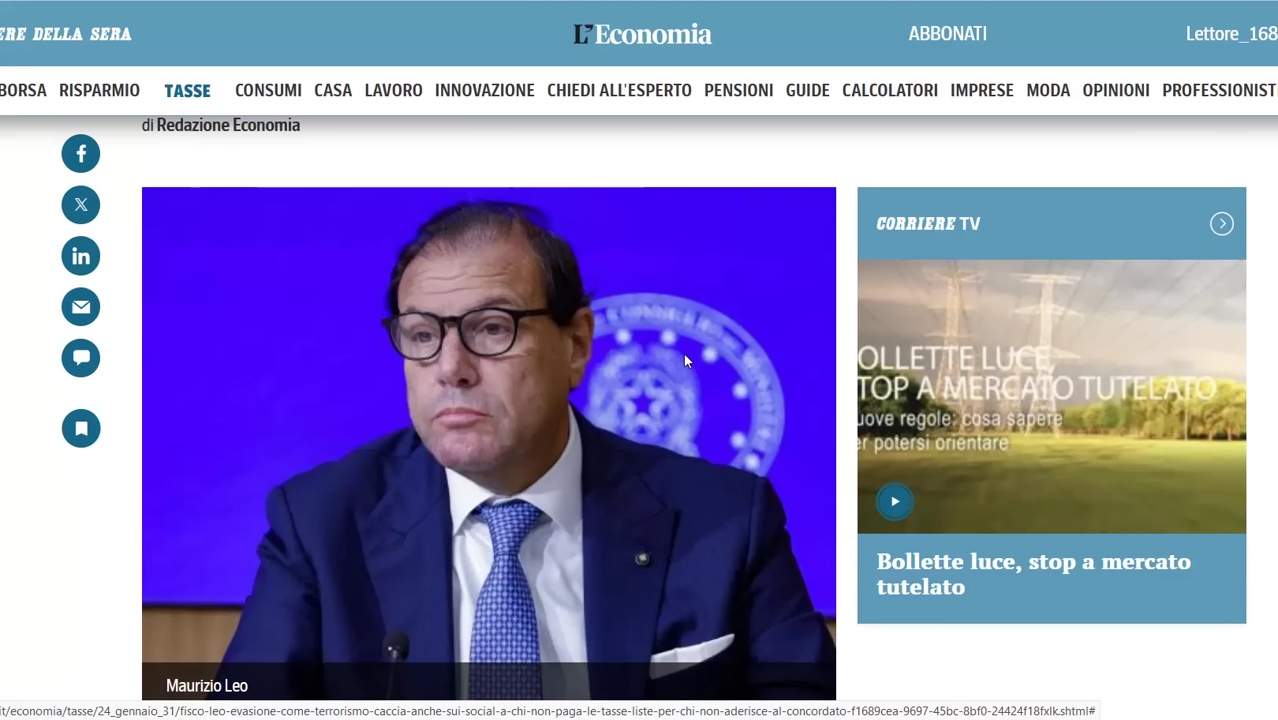 ERE DELLA SERA
L'Economia
ABBONATI
Lettore_168
BORSA RISPARMIO TASSE CONSUMI CASA LAVORO INNOVAZIONE CHIEDI ALL'ESPERTO PENSIONI GUIDE CALCOLATORI IMPRESE MODA OPINIONI PROFESSIONISTI
di Redazione Economia
CORRIERE TV
OLLETTE LUCE,
TOP A MERCATO TUTELATO
uove regole: cosa sapere
er potersi orientare
Bollette luce, stop a mercato
tutelato
Maurizio Leo
it/economia/tasse/24_gennaio_31/fisco-leo-evasione-come-terrorismo-caccia-anche-sui-social-a-chi-non-paga-le-tasse-liste-per-chi-non-aderisce-al-concordato-f1689cea-9697-45bc-8bf0-24424f18fxlk.shtml#